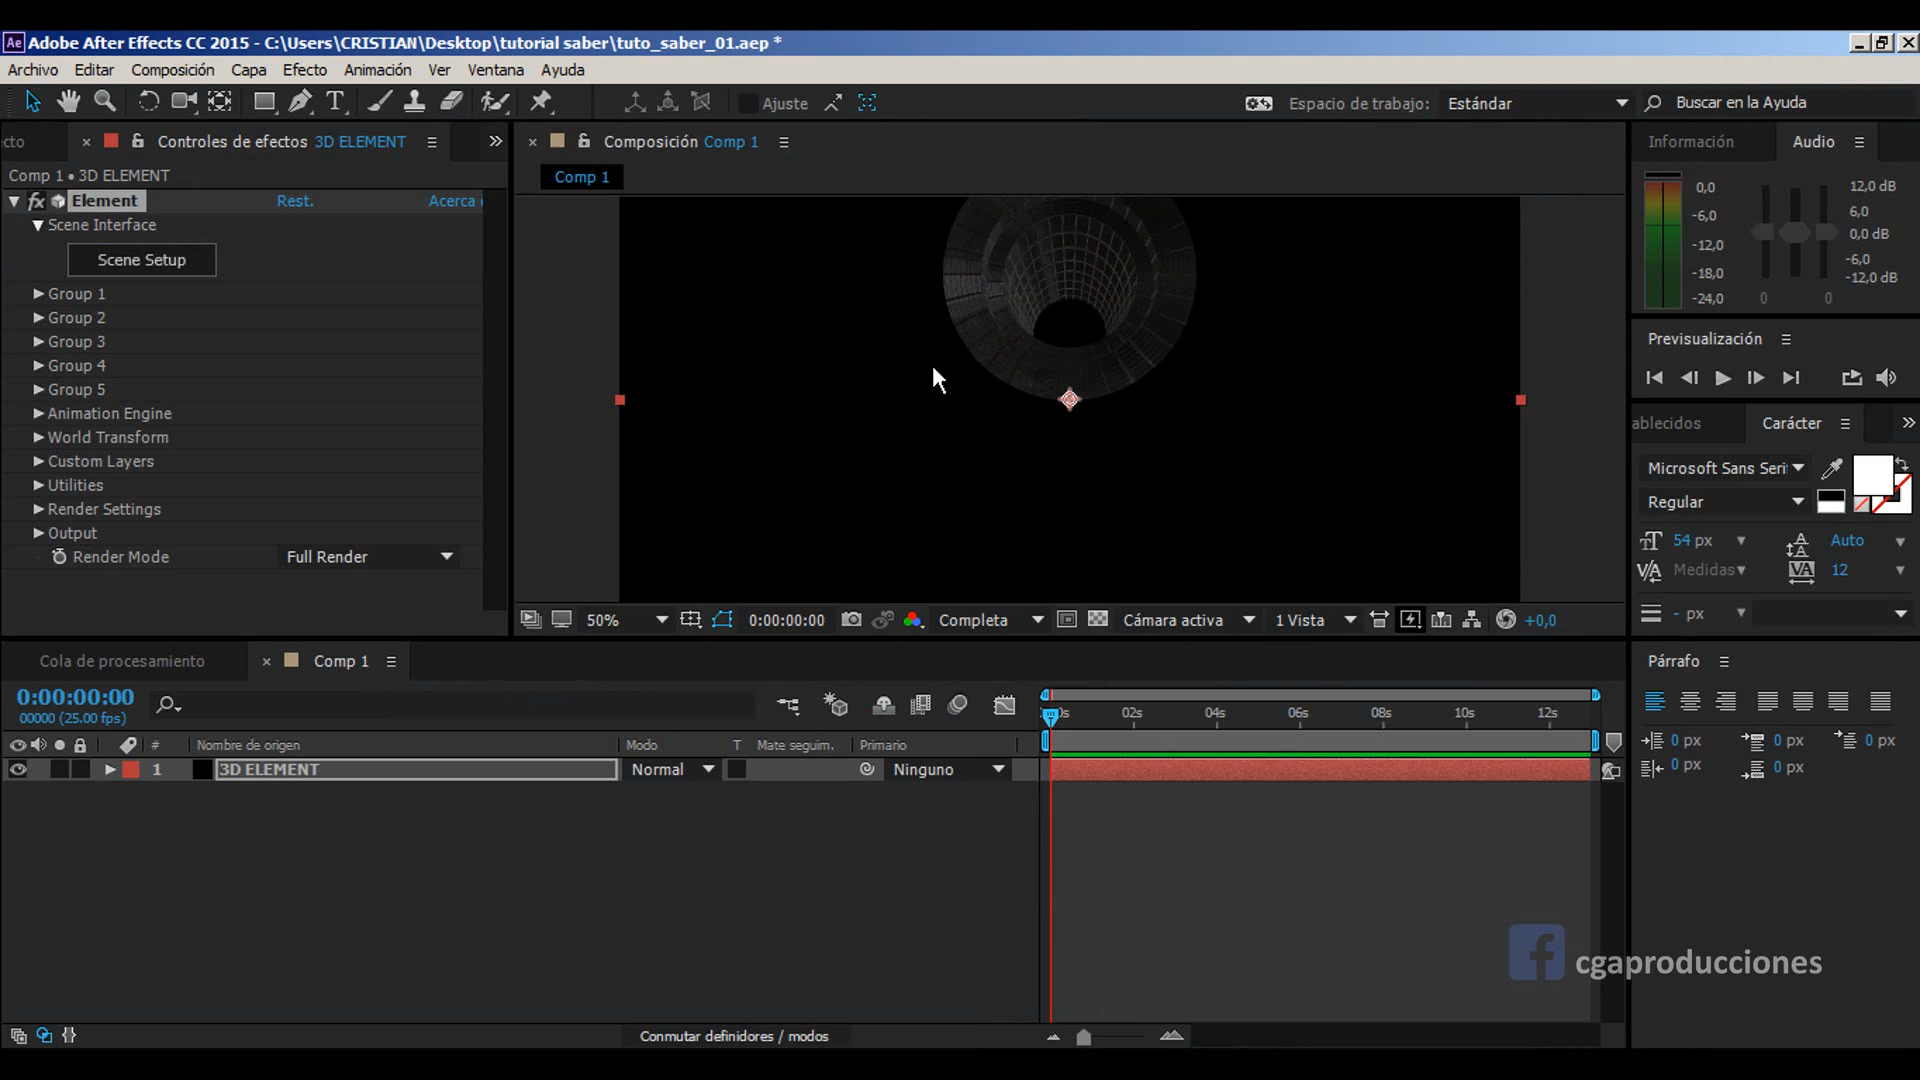 Ae Adobe After Effects CC 2015 - C:\Users\CRISTIAN\Desktop\tutorial saber\tuto_saber_01.aep *
Archivo Editar Composición Capa Efecto Animación Ver Ventana Ayuda
T Ajuste Espacio de trabajo: Estándar Buscar en la Ayuda
cto Controles de efectos 3D ELEMENT
Comp 1 • 3D ELEMENT
fx Element Rest. Acerca
Scene Interface
Scene Setup
Group 1
Group 2
Group 3
Group 4
Group 5
Animation Engine
World Transform
Custom Layers
Utilities
Render Settings
Output
Render Mode Full Render
Composición Comp 1
Comp 1
50% 0:00:00:00 Completa Cámara activa 1 Vista +0,0
Información Audio
0,0
-6,0
-12,0
-18,0
-24,0
12,0 dB
6,0
0,0 dB
-6,0
-12,0 dB
0 0
Previsualización
ablecidos Carácter
Microsoft Sans Seri
Regular
54 px Auto
Medidas 12
- px
Párrafo
0 px 0 px 0 px
0 px 0 px
Cola de procesamiento Comp 1
0:00:00:00
00000 (25.00 fps)
0s 02s 04s 06s 08s 10s 12s
# Nombre de origen Modo T Mate seguim. Primario
1 3D ELEMENT Normal Ninguno
f cgaproducciones
Conmutar definidores / modos